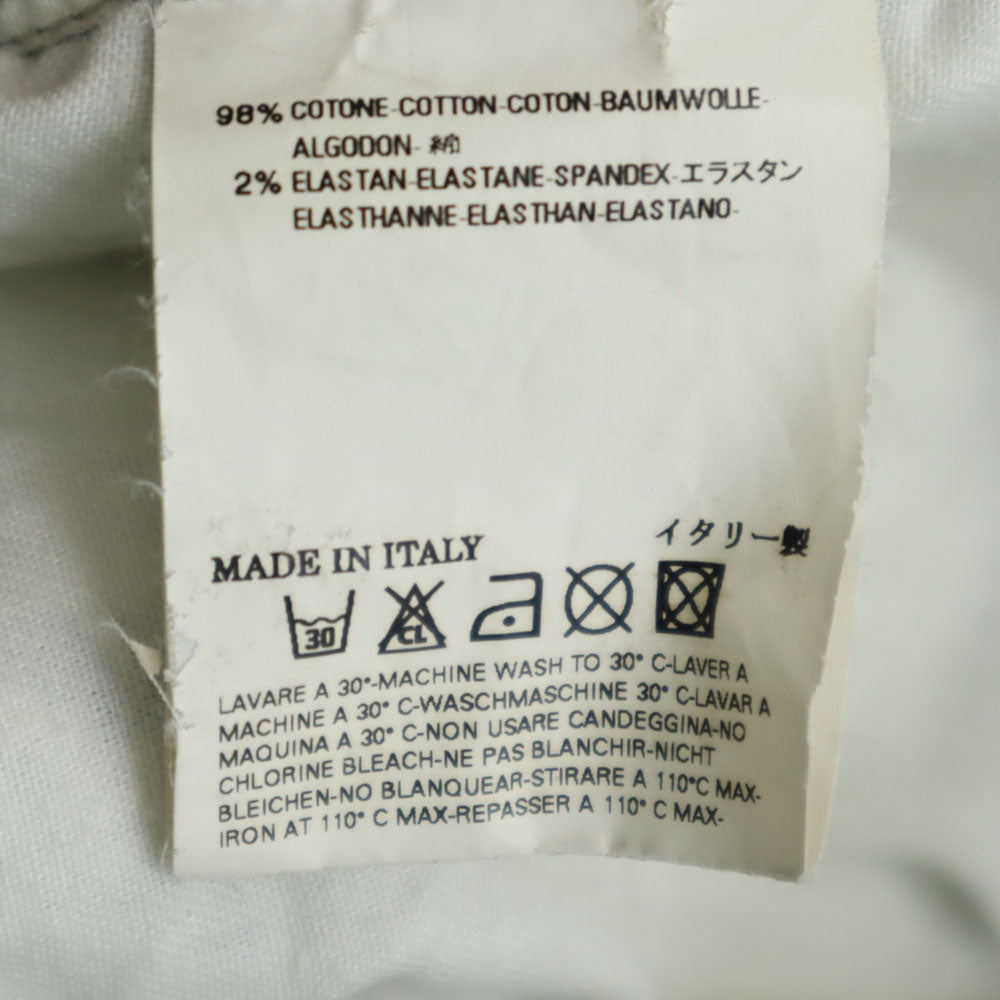 98% COTONE-COTTON-COTON-BAUMWOLLE-
ALGODON- 綿
2% ELASTAN-ELASTANE-SPANDEX-エラスタン
ELASTHANNE-ELASTHAN-ELASTANO-
MADE IN ITALY イタリー製
30 CL
LAVARE A 30°-MACHINE WASH TO 30° C-LAVER A
MACHINE A 30° C-WASCHMASCHINE 30° C-LAVAR A
MAQUINA A 30° C-NON USARE CANDEGGINA-NO
CHLORINE BLEACH-NE PAS BLANCHIR-NICHT
BLEICHEN-NO BLANQUEAR-STIRARE A 110°C MAX-
IRON AT 110° C MAX-REPASSER A 110° C MAX-